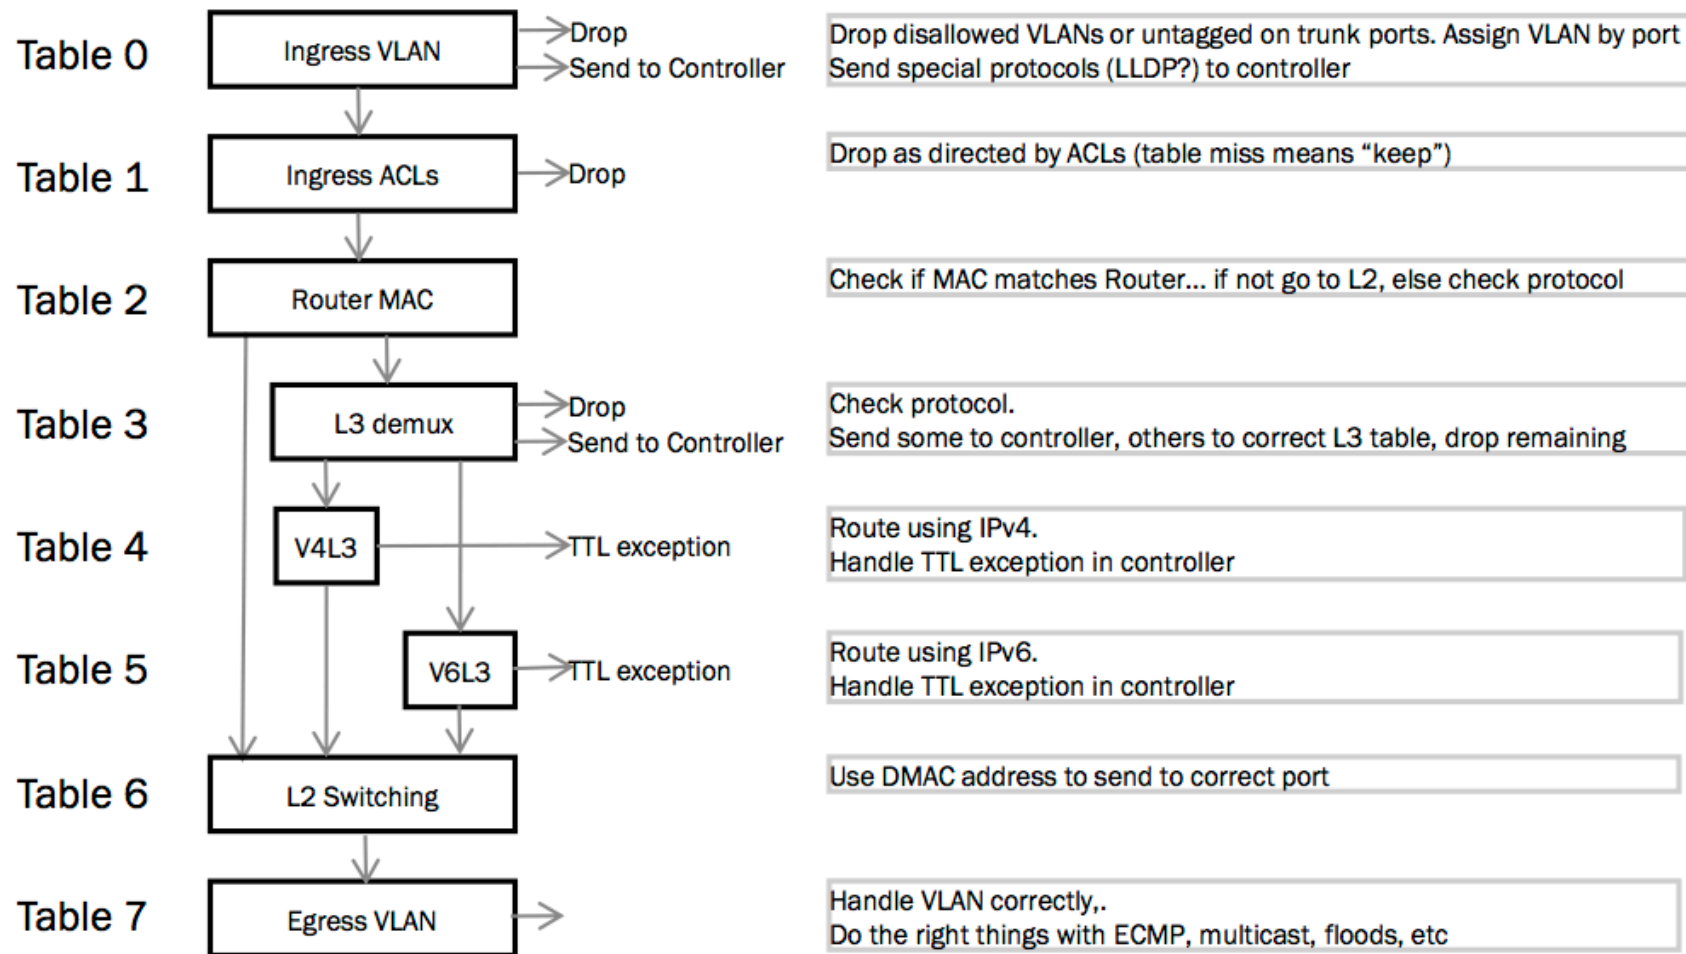 Table 0
Ingress VLAN
Drop
Send to Controller
Drop disallowed VLANs or untagged on trunk ports. Assign VLAN by port
Send special protocols (LLDP?) to controller
Table 1
Ingress ACLs
Drop
Drop as directed by ACLs (table miss means “keep”)
Table 2
Router MAC
Check if MAC matches Router... if not go to L2, else check protocol
Table 3
L3 demux
Drop
Send to Controller
Check protocol.
Send some to controller, others to correct L3 table, drop remaining
Table 4
V4L3
TTL exception
Route using IPv4.
Handle TTL exception in controller
Table 5
V6L3
TTL exception
Route using IPv6.
Handle TTL exception in controller
Table 6
L2 Switching
Use DMAC address to send to correct port
Table 7
Egress VLAN
Handle VLAN correctly,.
Do the right things with ECMP, multicast, floods, etc